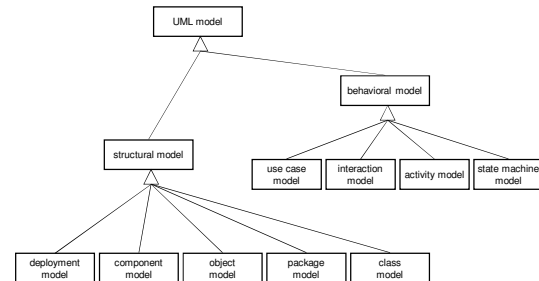 UML model
behavioral model
structural model
use case
model
interaction
model
activity model
state machine
model
deployment
model
component
model
object
model
package
model
class
model